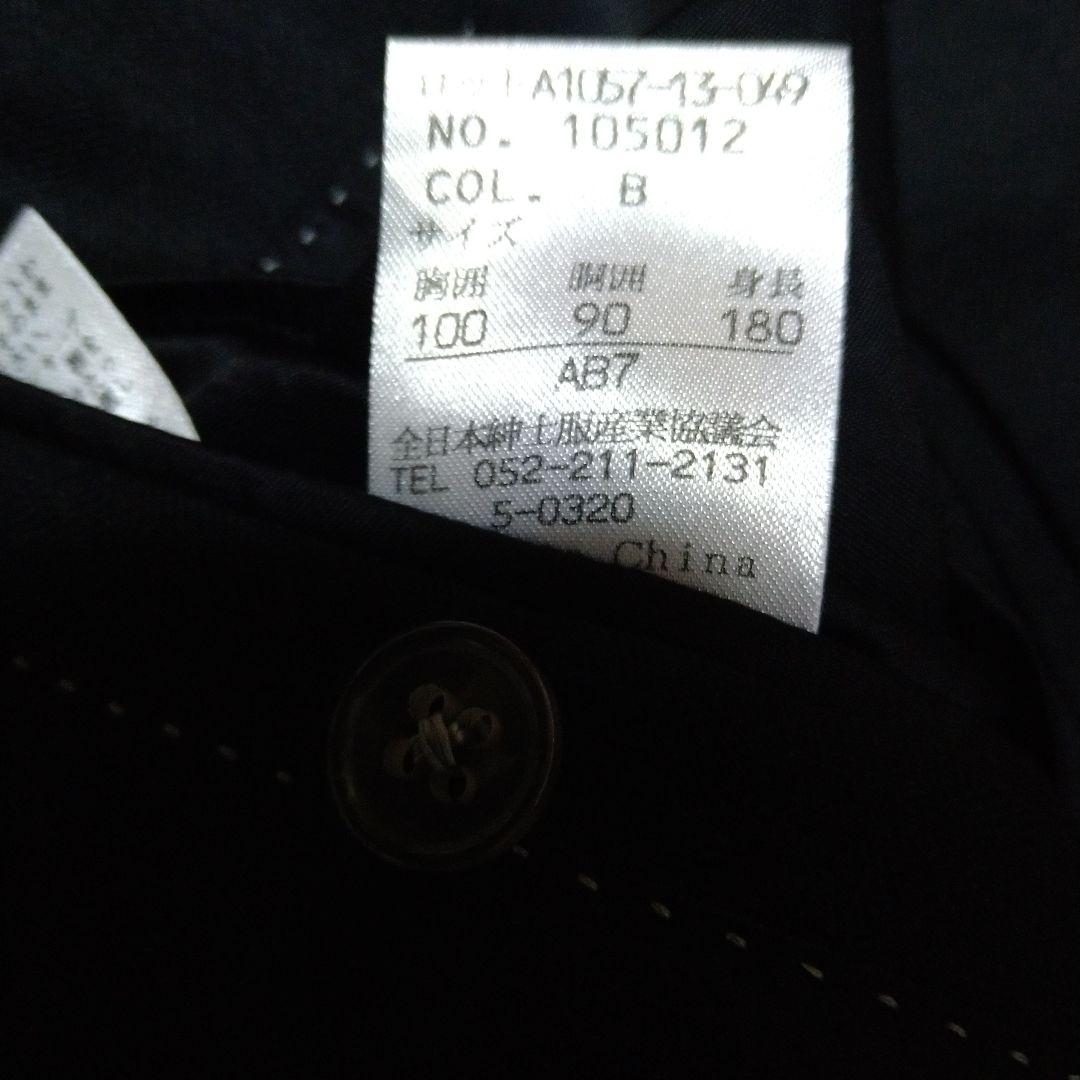 A1057-13-049
NO. 105012
COL. B
サイズ
胸囲 胴囲 身長
100 90 180
AB7
全日本紳士服産業協議会
TEL 052-211-2131
5-0320
China